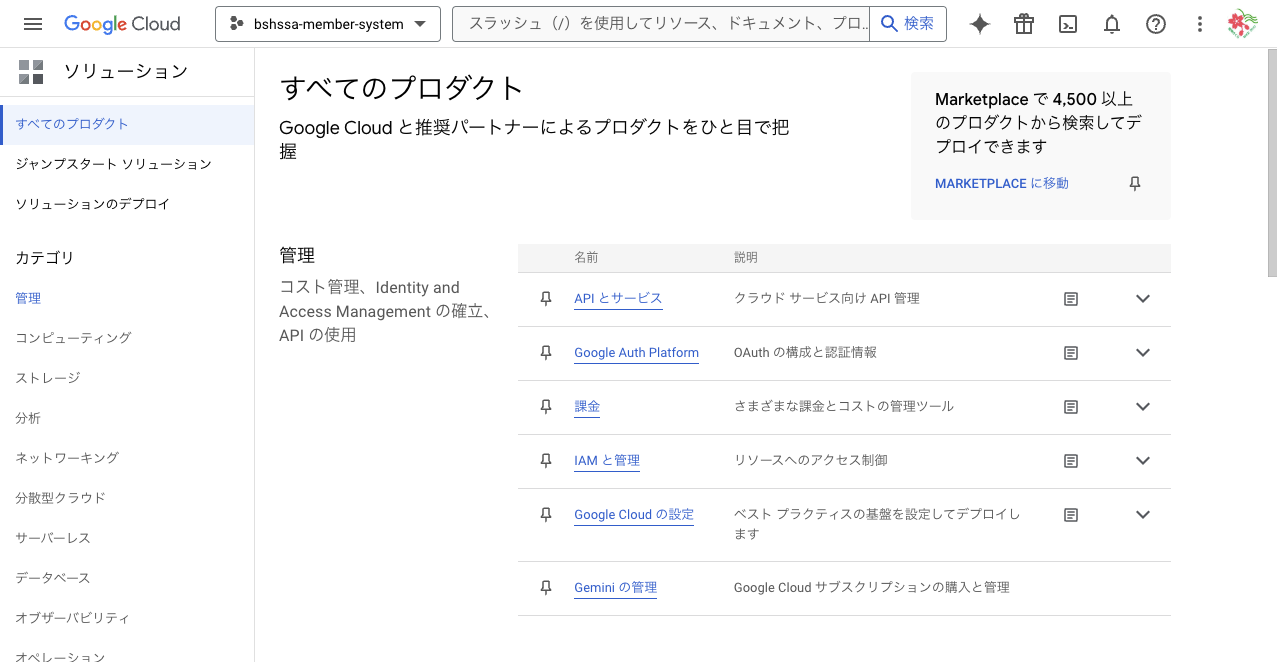 Google Cloud
bshssa-member-system
スラッシュ（/）を使用してリソース、ドキュメント、プロ...
検索
ソリューション
すべてのプロダクト
ジャンプスタート ソリューション
ソリューションのデプロイ
カテゴリ
管理
コンピューティング
ストレージ
分析
ネットワーキング
分散型クラウド
サーバーレス
データベース
オブザーバビリティ
オペレーション
すべてのプロダクト
Google Cloud と推奨パートナーによるプロダクトをひと目で把
握
Marketplace で 4,500 以上
のプロダクトから検索してデ
プロイできます
MARKETPLACE に移動
管理
コスト管理、Identity and
Access Management の確立、
API の使用
名前 説明
API とサービス クラウド サービス向け API 管理
Google Auth Platform OAuth の構成と認証情報
課金 さまざまな課金とコストの管理ツール
IAM と管理 リソースへのアクセス制御
Google Cloud の設定 ベスト プラクティスの基盤を設定してデプロイし
ます
Gemini の管理 Google Cloud サブスクリプションの購入と管理